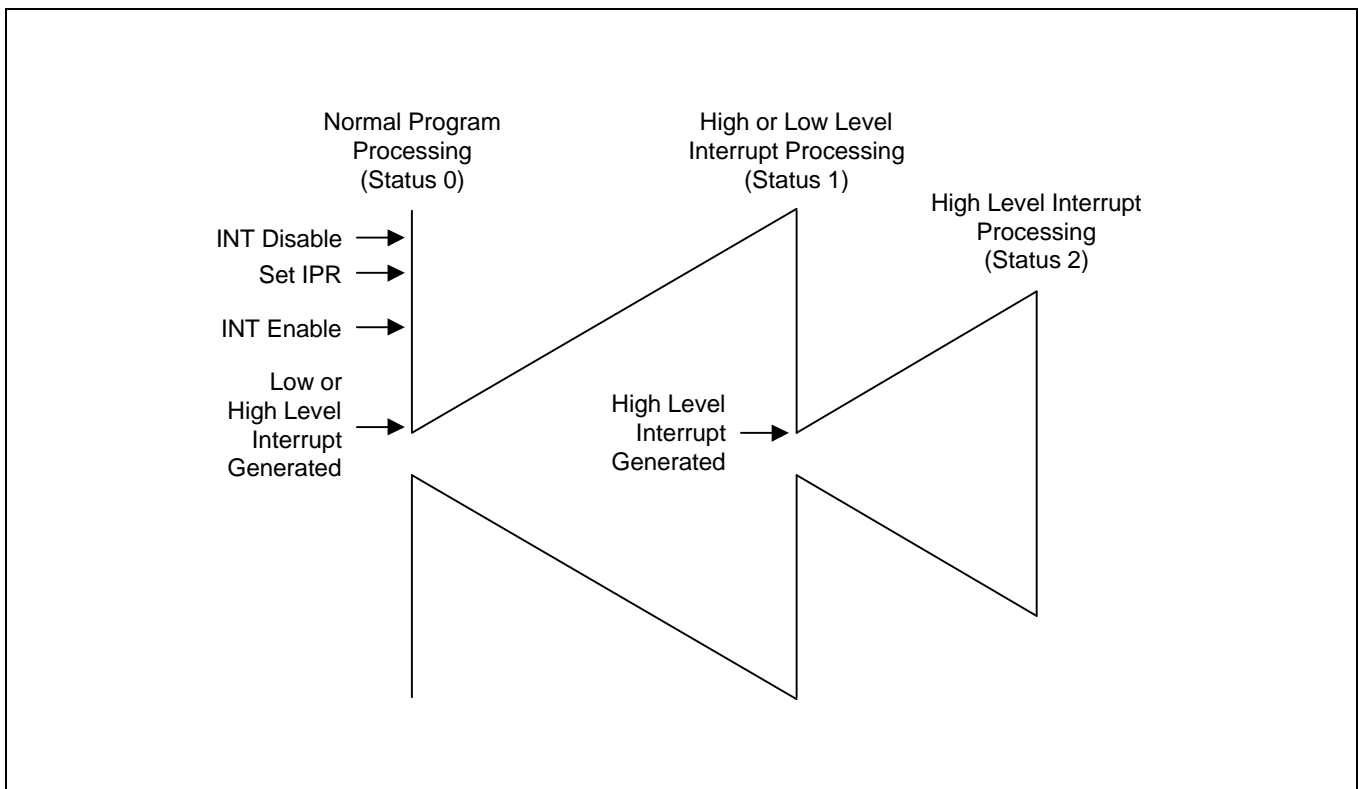 Normal Program
Processing
(Status 0)
High or Low Level
Interrupt Processing
(Status 1)
High Level Interrupt
Processing
(Status 2)
INT Disable
Set IPR
INT Enable
Low or
High Level
Interrupt
Generated
High Level
Interrupt
Generated